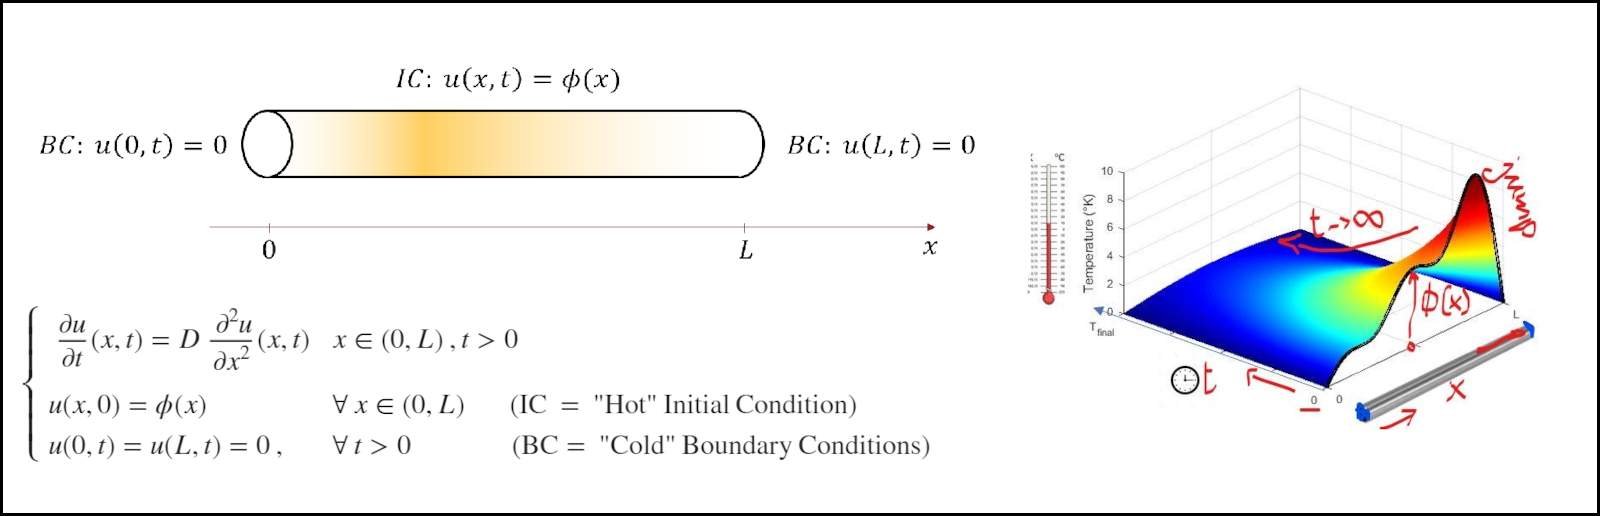 IC: u(x, t) = ϕ(x)
BC: u(0, t) = 0
BC: u(L, t) = 0
0
L
x
∂u/∂t (x, t) = D ∂²u/∂x² (x, t) x ∈ (0, L) , t > 0
u(x, 0) = ϕ(x) ∀ x ∈ (0, L) (IC = "Hot" Initial Condition)
u(0, t) = u(L, t) = 0 , ∀ t > 0 (BC = "Cold" Boundary Conditions)
°C
Temperature (°K)
10
8
6
4
2
0
T final
t→∞
ϕ(x)
L
t
0
0
x